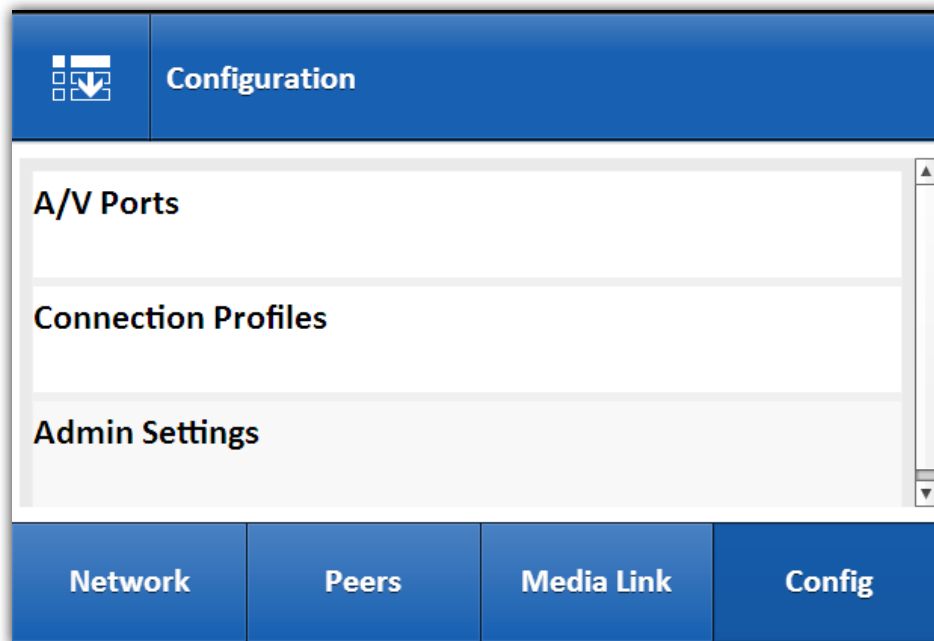 Configuration
A/V Ports
Connection Profiles
Admin Settings
Network Peers Media Link Config